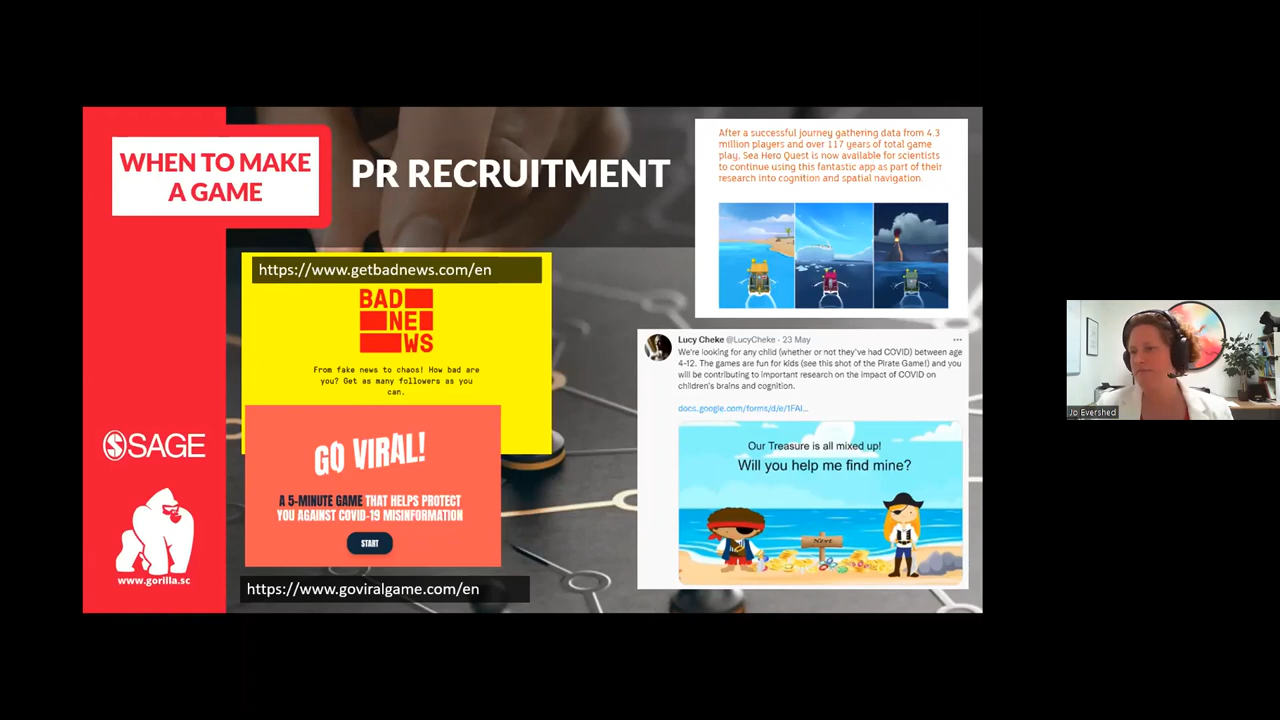 WHEN TO MAKE
A GAME
PR RECRUITMENT
After a successful journey gathering data from 4.3
million players and over 117 years of total game
play, Sea Hero Quest is now available for scientists
to continue using this fantastic app as part of their
research into cognition and spatial navigation.
https://www.getbadnews.com/en
BAD
NE
WS
From fake news to chaos! How bad are
you? Get as many followers as you
can.
GO VIRAL!
A 5-MINUTE GAME THAT HELPS PROTECT
YOU AGAINST COVID-19 MISINFORMATION
START
https://www.goviralgame.com/en
Lucy Cheke @LucyCheke · 23 May
We're looking for any child (whether or not they've had COVID) between age
4-12. The games are fun for kids (see this shot of the Pirate Game!) and you
will be contributing to important research on the impact of COVID on
children's brains and cognition.
docs.google.com/forms/d/e/1FAI...
Our Treasure is all mixed up!
Will you help me find mine?
Next
SSAGE
www.gorilla.sc
Jo Evershed